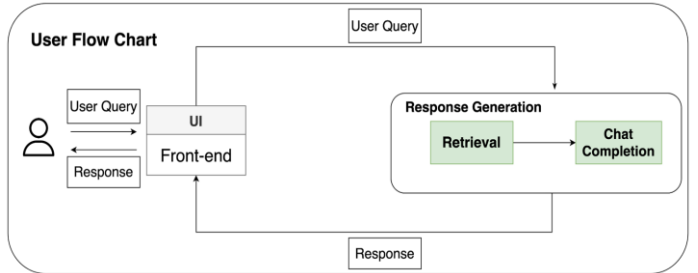 User Query
User Flow Chart
User Query
UI
Front-end
Response
Response Generation
Retrieval
Chat
Completion
Response